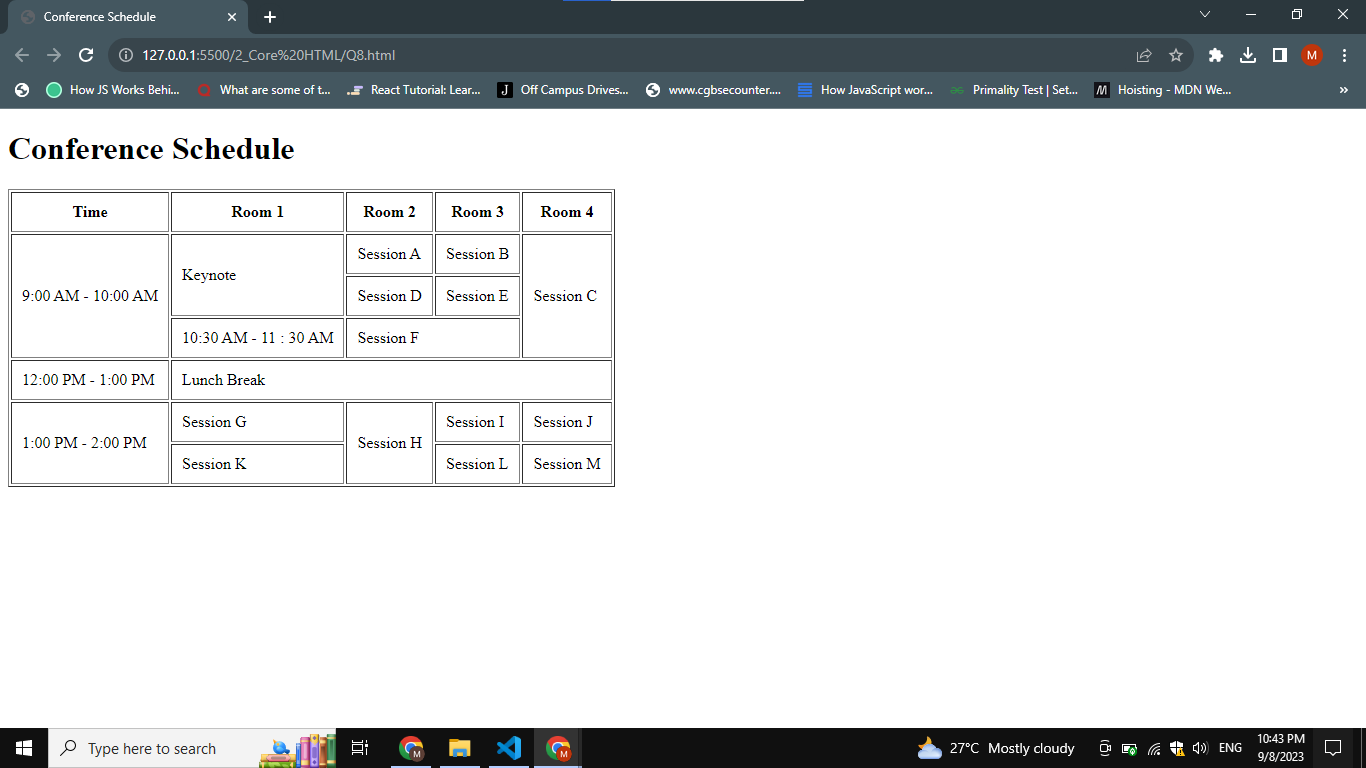 Conference Schedule
127.0.0.1:5500/2_Core%20HTML/Q8.html
M
How JS Works Behi... What are some of t... React Tutorial: Lear... J Off Campus Drives... www.cgbsecounter.... How JavaScript wor... Primality Test | Set... M Hoisting - MDN We... »
Conference Schedule
Time Room 1 Room 2 Room 3 Room 4
9:00 AM - 10:00 AM Keynote Session A Session B Session C
Session D Session E
10:30 AM - 11 : 30 AM Session F
12:00 PM - 1:00 PM Lunch Break
1:00 PM - 2:00 PM Session G Session H Session I Session J
Session K Session L Session M
Type here to search M M 27°C Mostly cloudy ENG 10:43 PM
9/8/2023